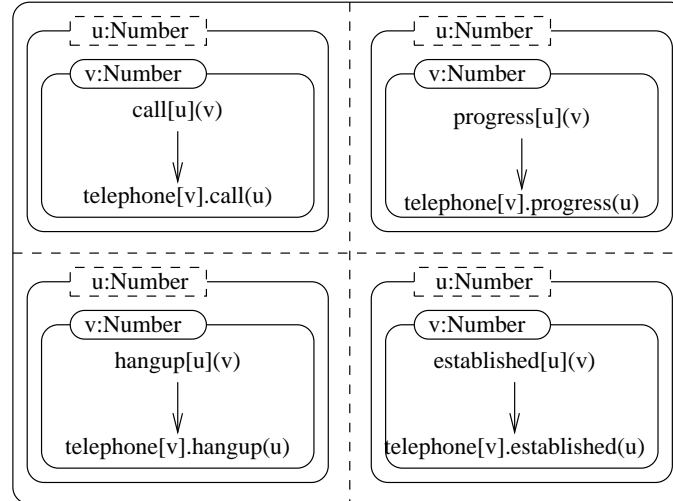 u:Number
v:Number
call[u](v)
telephone[v].call(u)
u:Number
v:Number
progress[u](v)
telephone[v].progress(u)
u:Number
v:Number
hangup[u](v)
telephone[v].hangup(u)
u:Number
v:Number
established[u](v)
telephone[v].established(u)